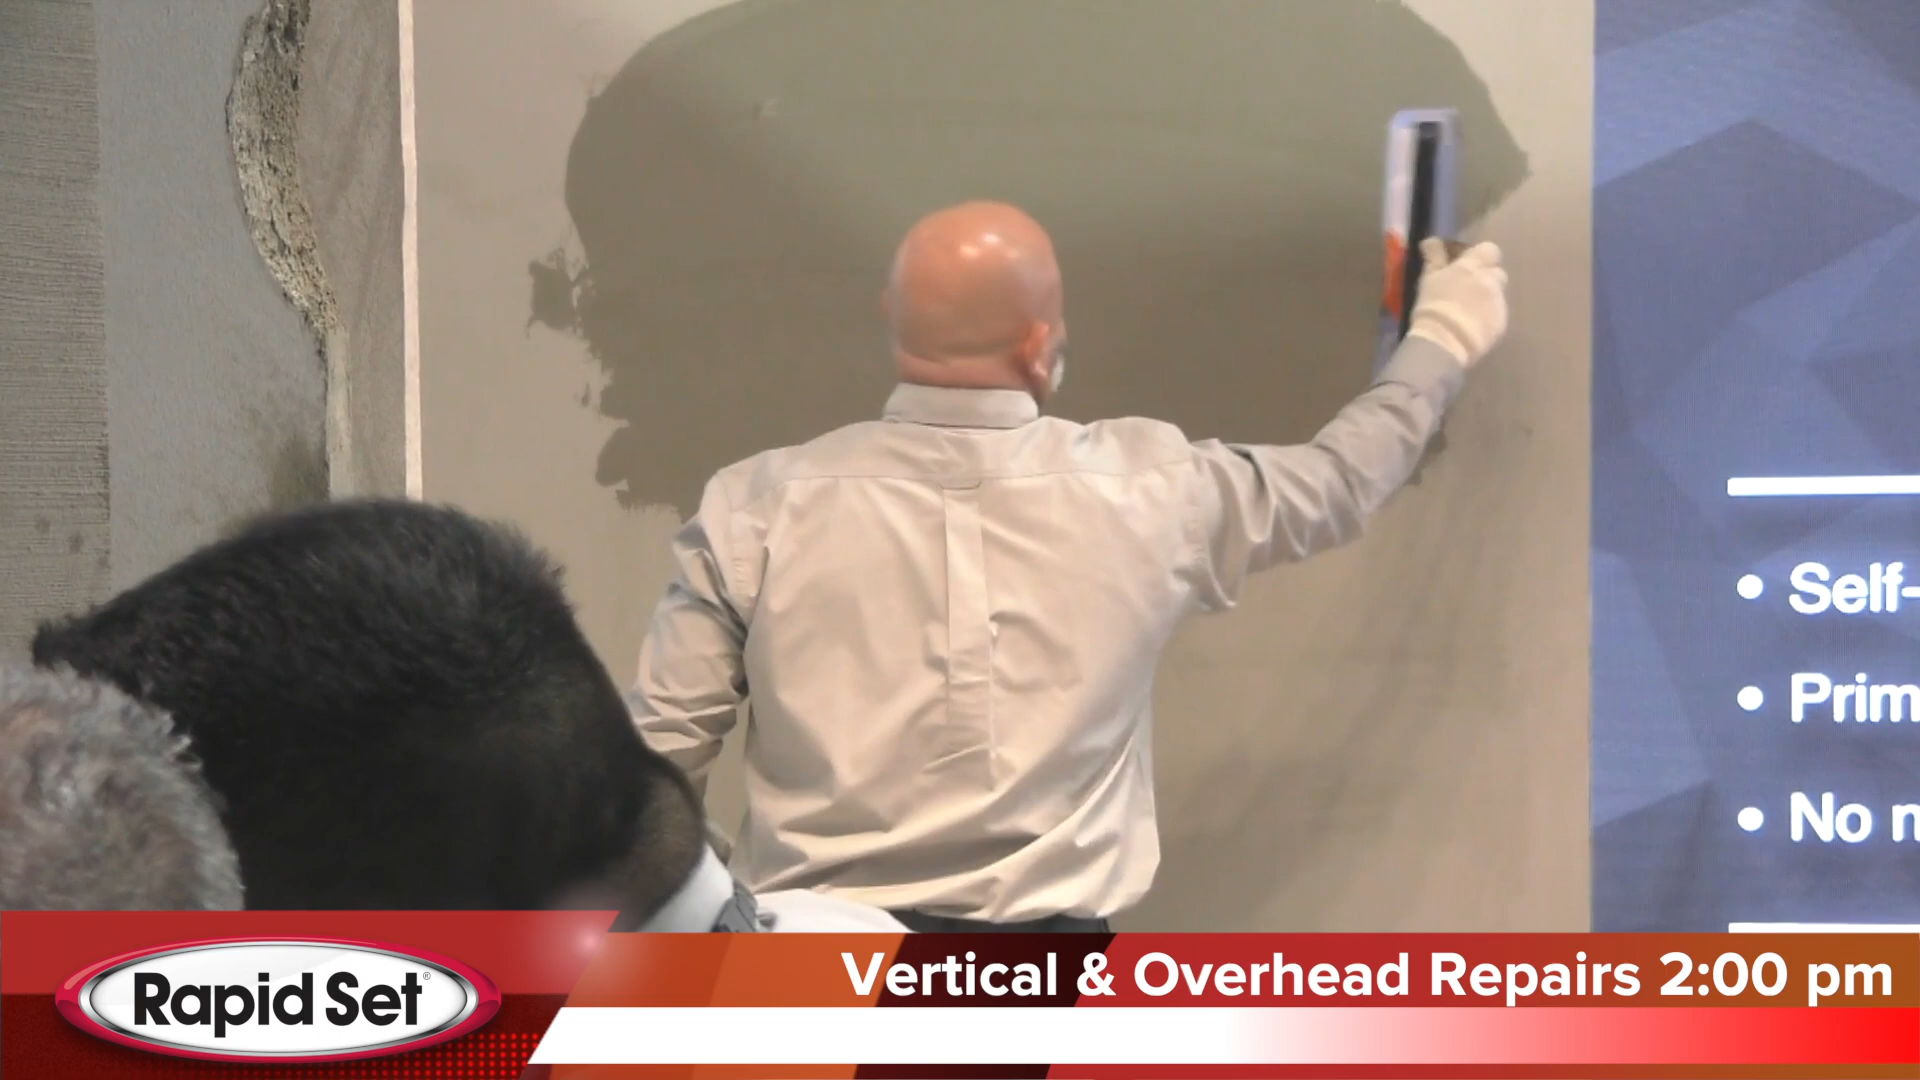 • Self-
• Prim
• No
Vertical & Overhead Repairs 2:00 pm
Rapid Set®